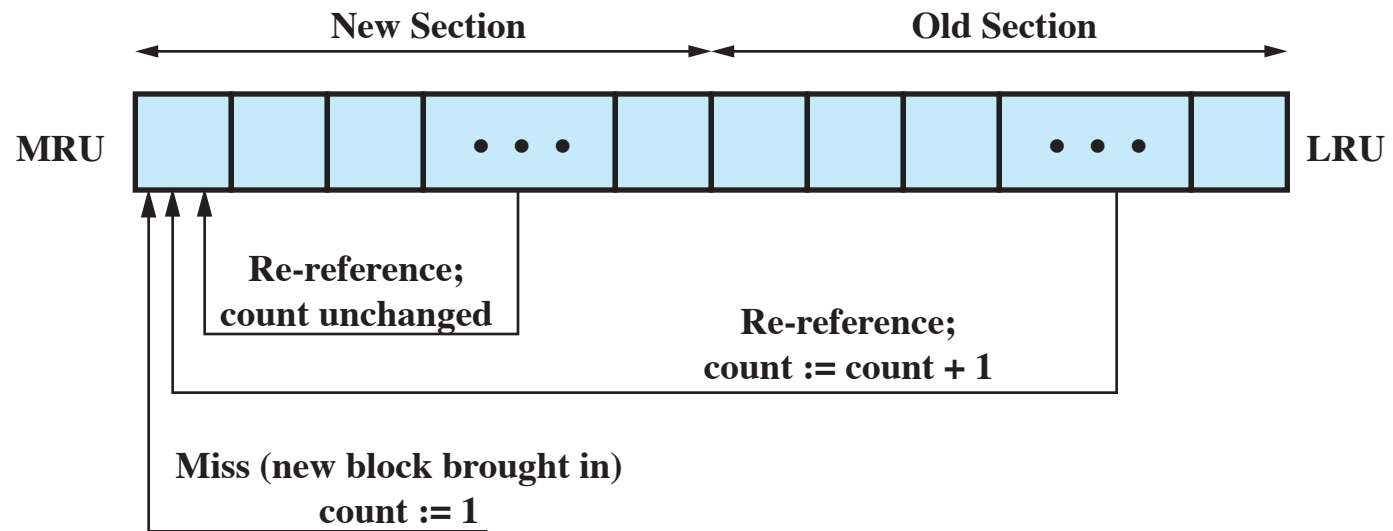 New Section
Old Section
MRU
• • •
• • •
LRU
Re-reference;
count unchanged
Re-reference;
count := count + 1
Miss (new block brought in)
count := 1